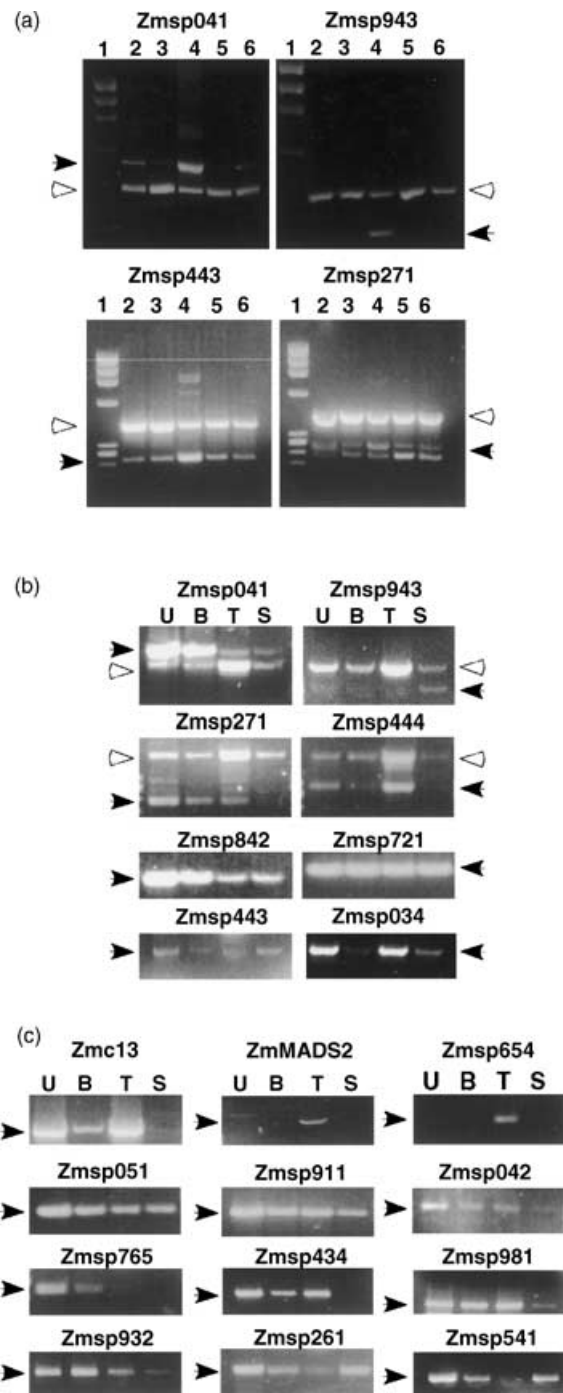 (a)
Zmsp041 Zmsp943
1 2 3 4 5 6 1 2 3 4 5 6
Zmsp443 Zmsp271
1 2 3 4 5 6 1 2 3 4 5 6
(b)
Zmsp041 Zmsp943
U B T S U B T S
Zmsp271 Zmsp444
Zmsp842 Zmsp721
Zmsp443 Zmsp034
(c)
Zmc13 ZmMADS2 Zmsp654
U B T S U B T S U B T S
Zmsp051 Zmsp911 Zmsp042
Zmsp765 Zmsp434 Zmsp981
Zmsp932 Zmsp261 Zmsp541